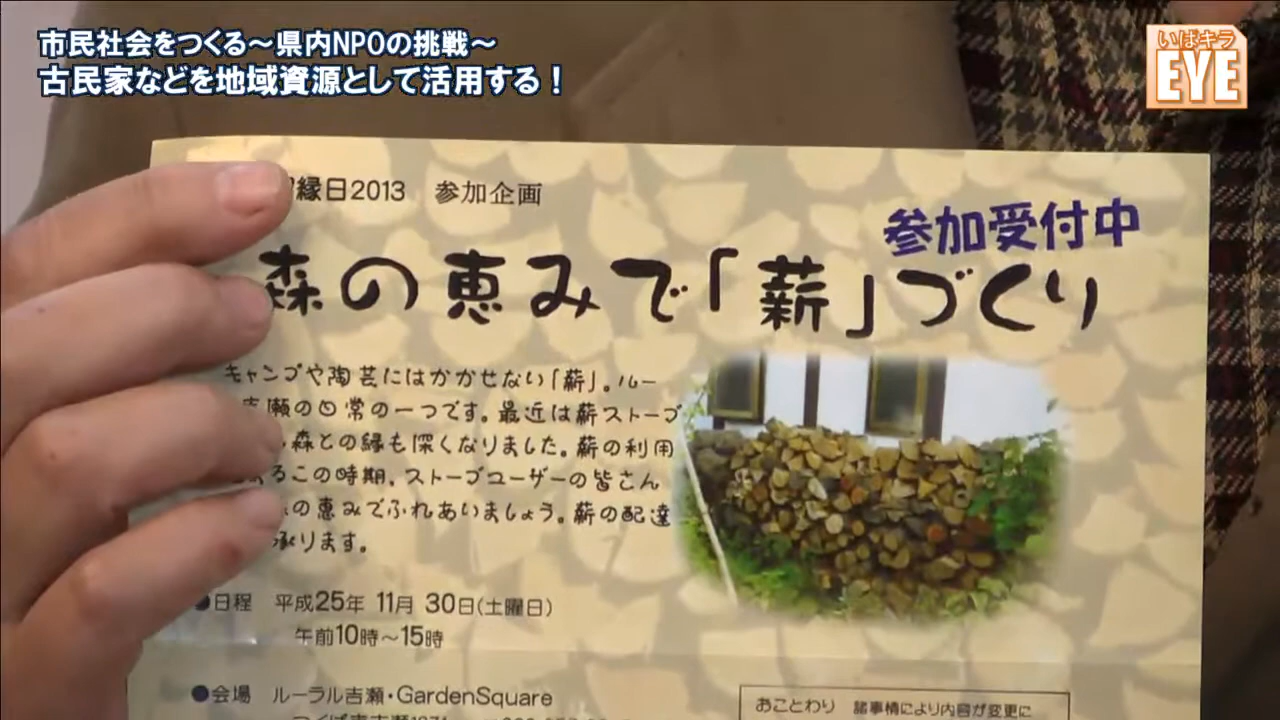 市民社会をつくる～県内NPOの挑戦～
古民家などを地域資源として活用する！
いばキラ
EYE
縁日2013 参加企画
参加受付中
森の恵みで「薪」づくり
キャンプや陶芸にはかかせない「薪」。ルー
瀬の日常の一つです。最近は薪ストーブ
森との縁も深くなりました。薪の利用
るこの時期。ストーブユーザーの皆さん
の恵みでふれあいましょう。薪の配達
承ります。
●日程 平成25年 11月 30日(土曜日)
午前10時～15時
●会場 ルーラル吉瀬・GardenSquare
おことわり 諸事情により内容が変更に